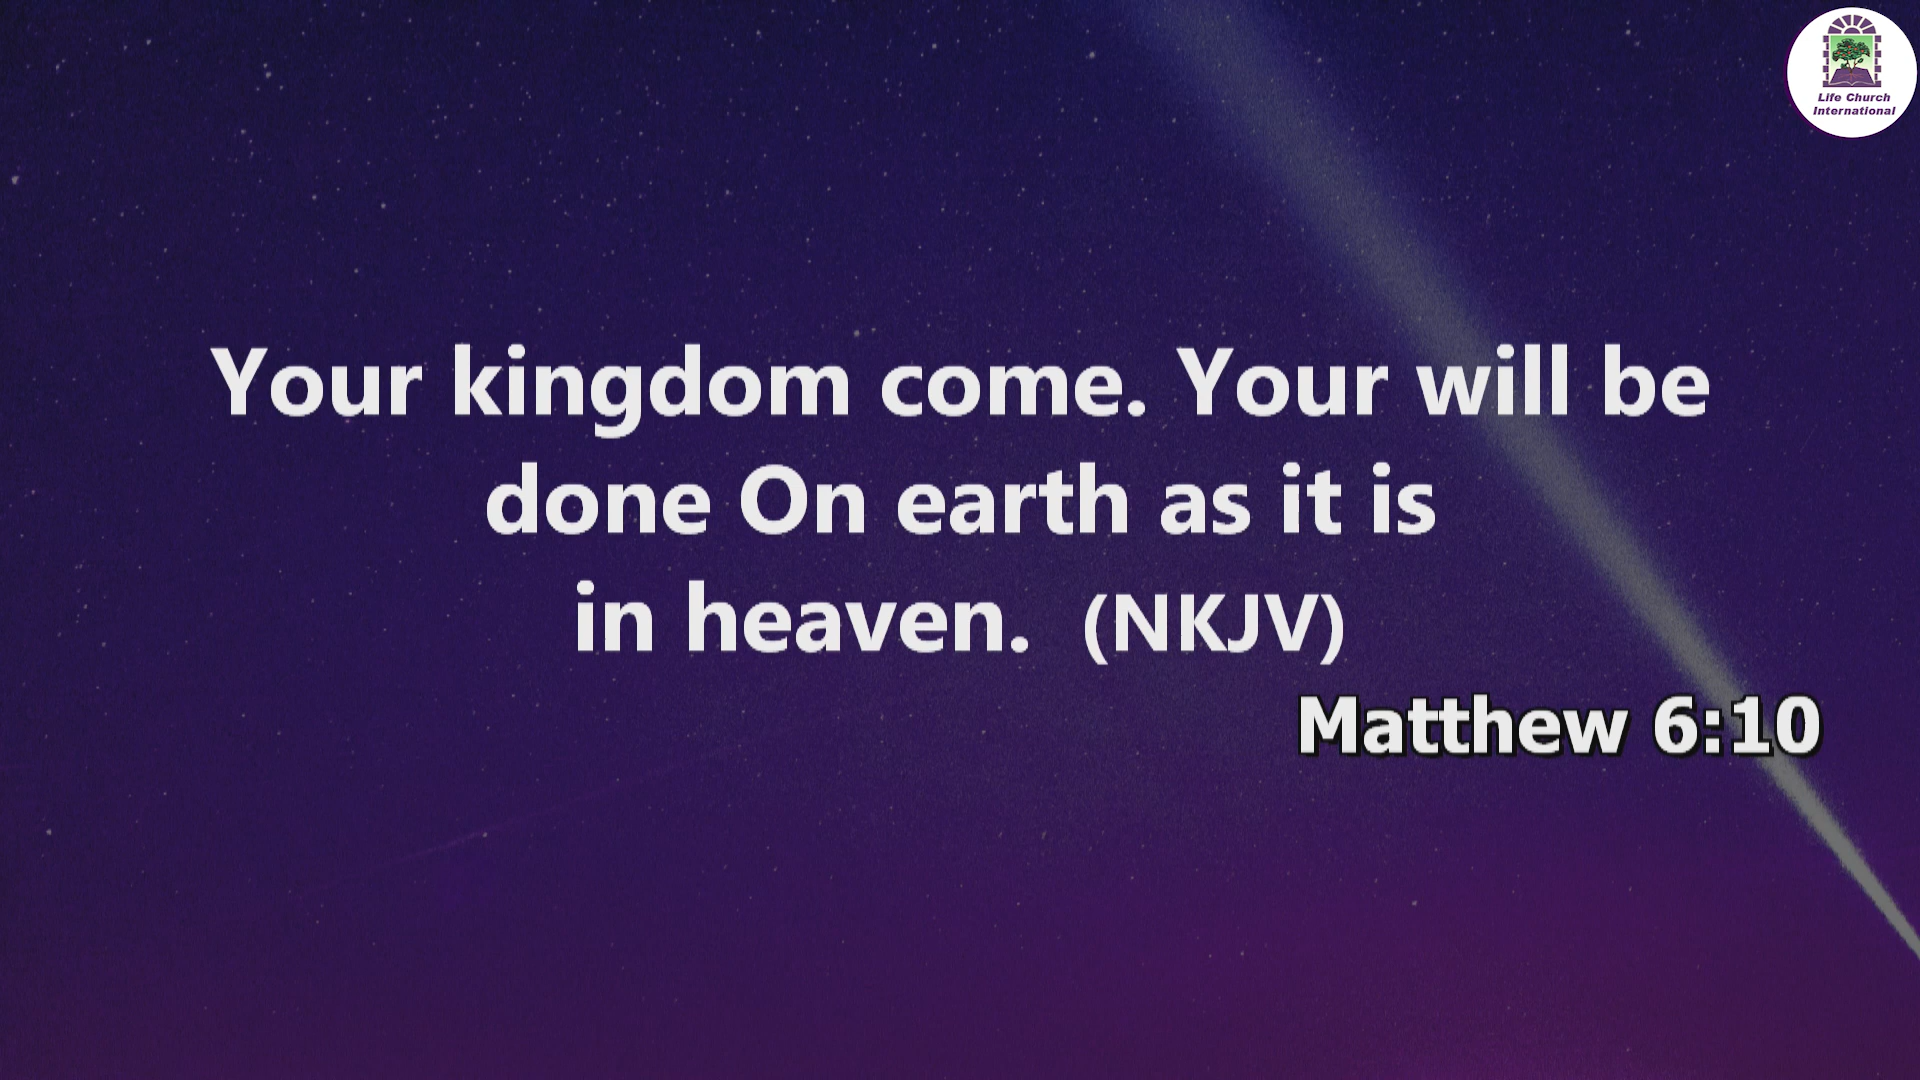 Life Church
International
Your kingdom come. Your will be
done On earth as it is
in heaven.  (NKJV)
Matthew 6:10